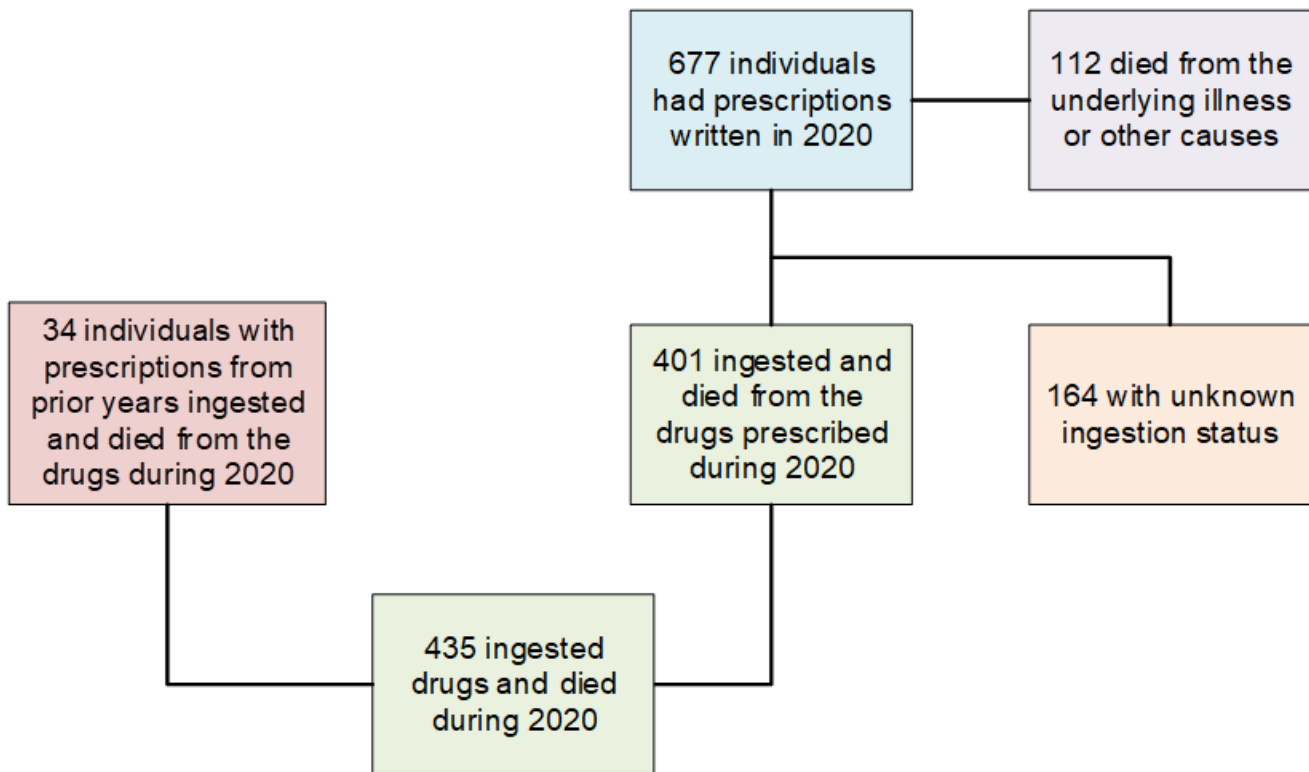 677 individuals
had prescriptions
written in 2020
112 died from the
underlying illness
or other causes
34 individuals with
prescriptions from
prior years ingested
and died from the
drugs during 2020
401 ingested and
died from the
drugs prescribed
during 2020
164 with unknown
ingestion status
435 ingested
drugs and died
during 2020